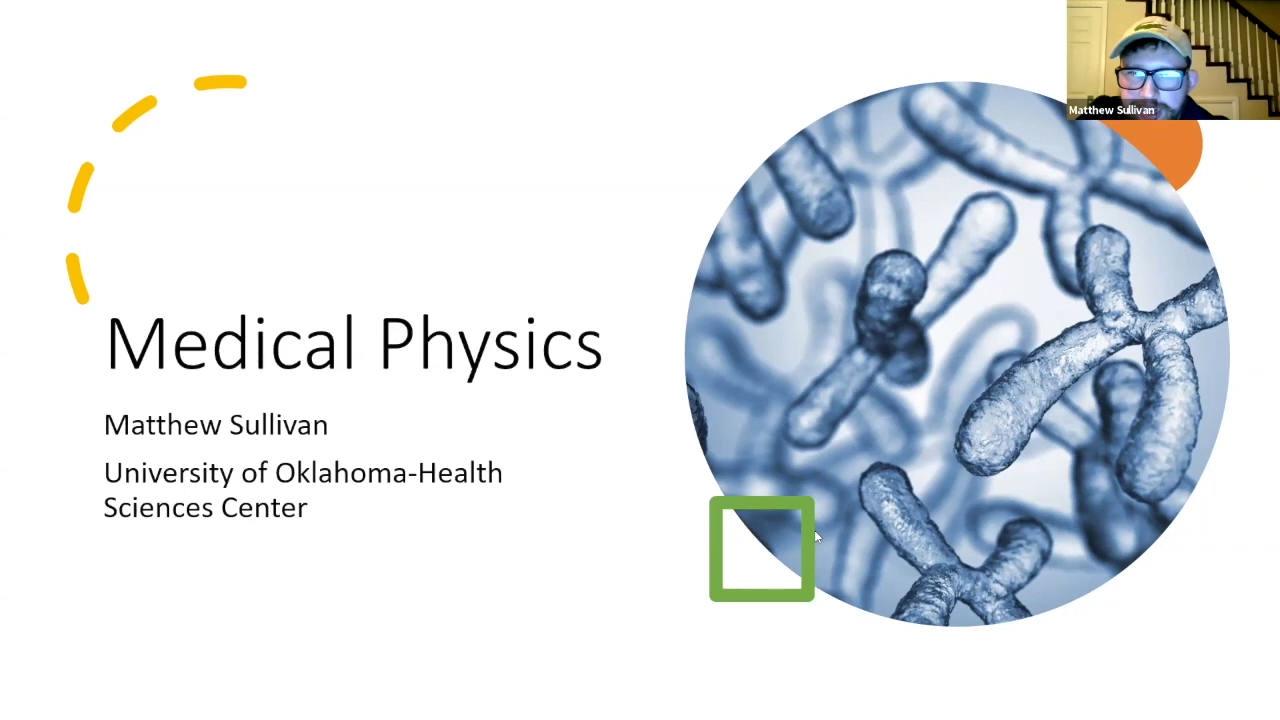 Matthew Sullivan
Medical Physics
Matthew Sullivan
University of Oklahoma-Health
Sciences Center